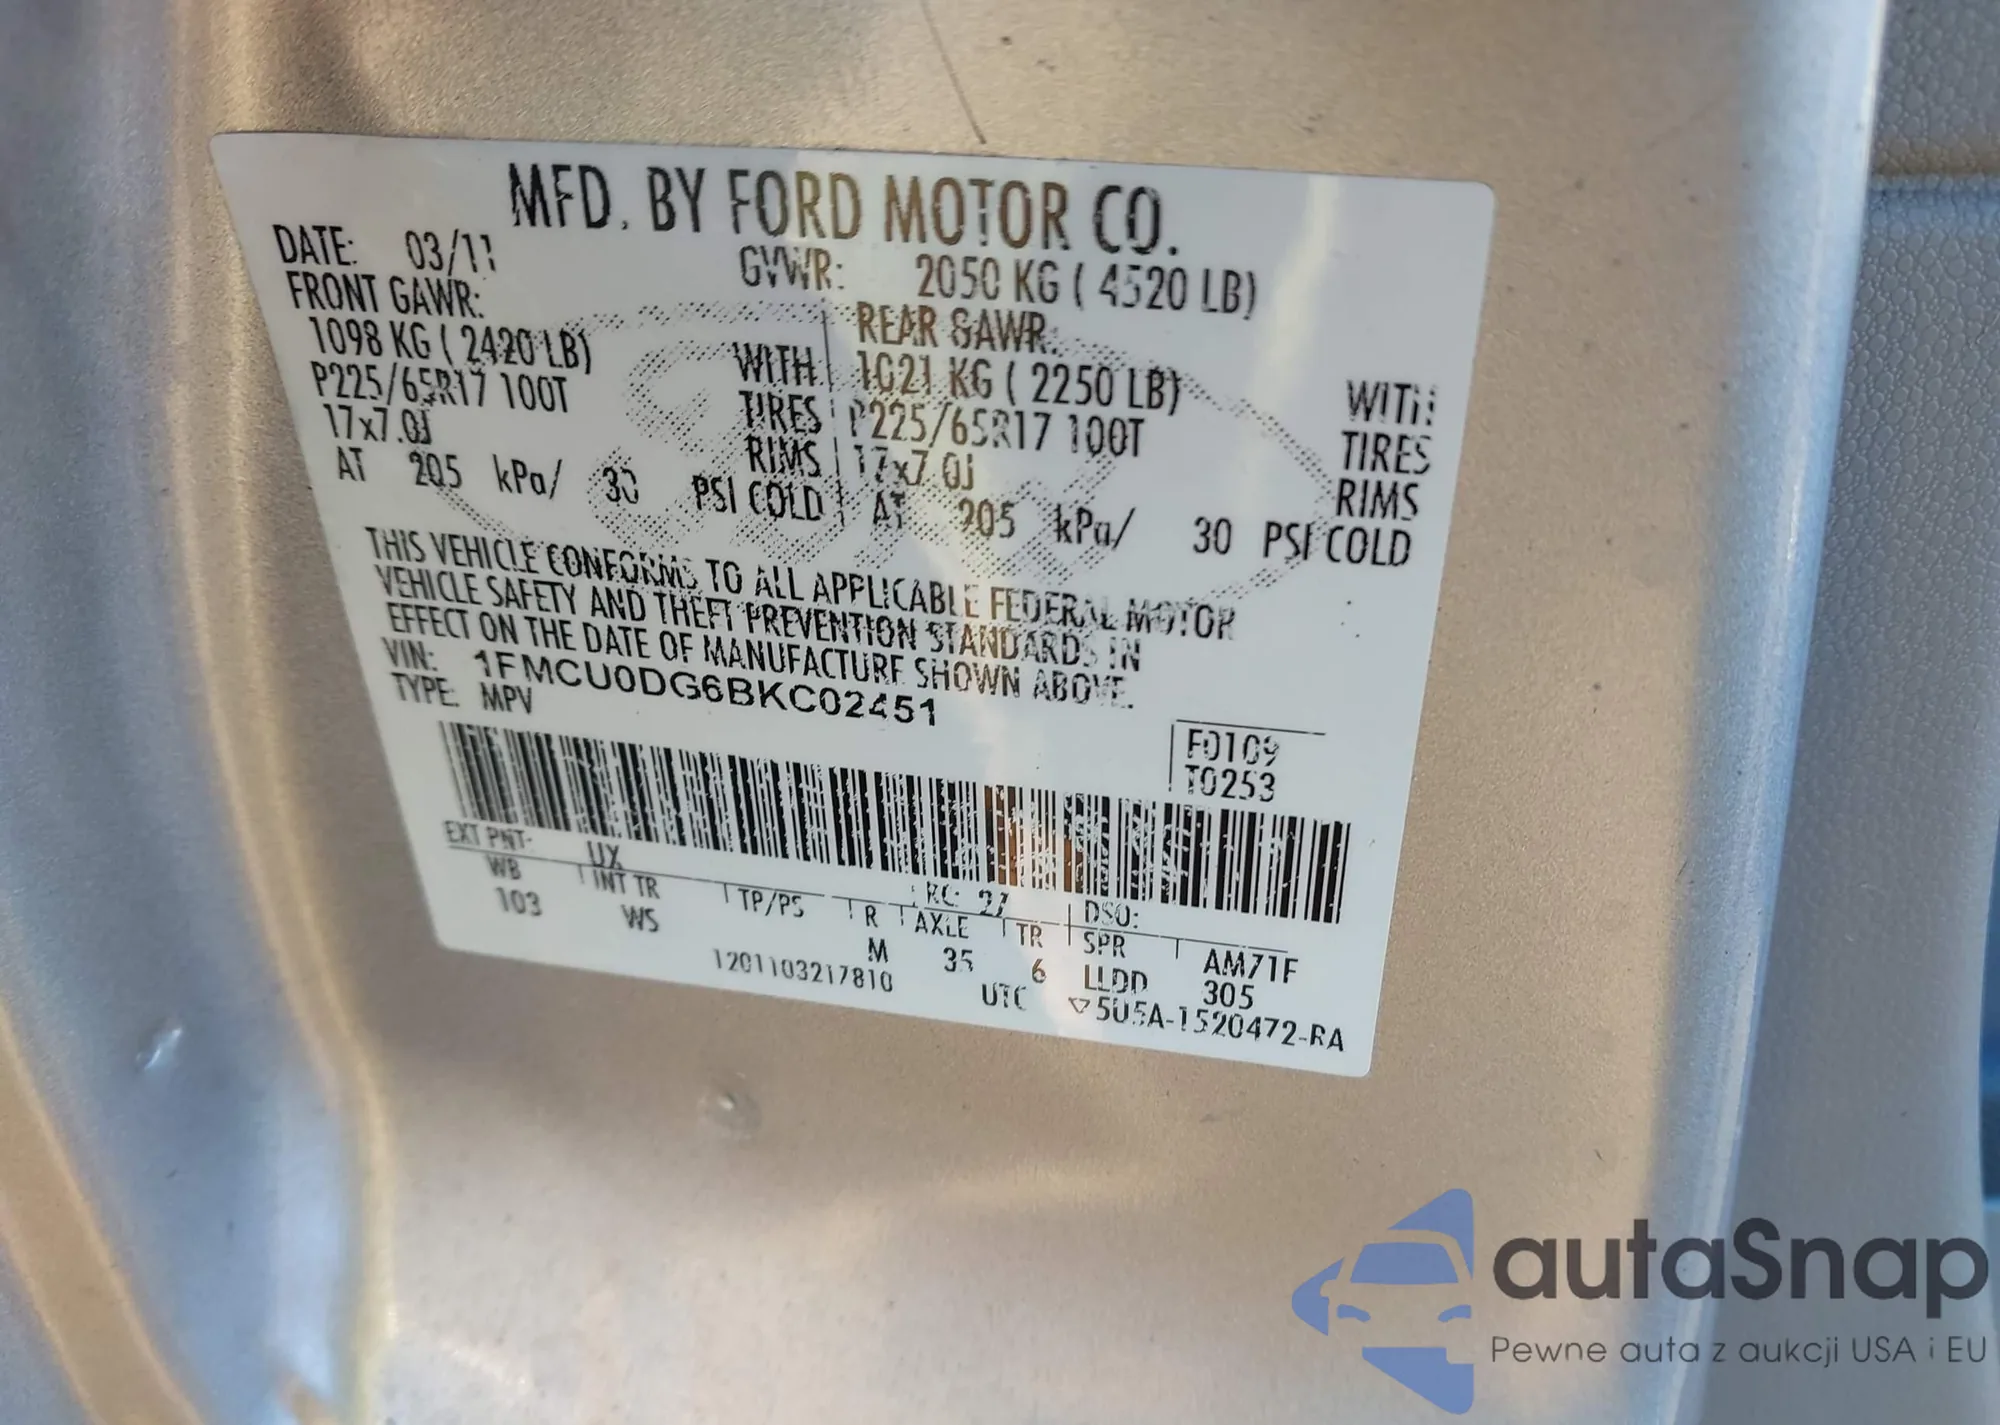 MFD. BY FORD MOTOR CO.
DATE: 03/11 GVWR: 2050 KG ( 4520 LB)
FRONT GAWR: REAR GAWR:
1098 KG ( 2420 LB) WITH 1021 KG ( 2250 LB) WITH
P225/65R17 100T TIRES P225/65R17 100T TIRES
17x7.0J RIMS 17x7.0J RIMS
AT 205 kPa/ 30 PSI COLD AT 205 kPa/ 30 PSI COLD
THIS VEHICLE CONFORMS TO ALL APPLICABLE FEDERAL MOTOR
VEHICLE SAFETY AND THEFT PREVENTION STANDARDS IN
EFFECT ON THE DATE OF MANUFACTURE SHOWN ABOVE.
VIN: 1FMCU0DG6BKC02451
TYPE: MPV
F0109
T0253
EXT PNT: UX RC: 27 DSO:
WB INT TR TP/PS R AXLE TR SPR AM71F
103 WS M 35 6 LLDD 305
1201103217810 UTC ▽5U5A-1520472-RA
autaSnap
Pewne auta z aukcji USA i EU